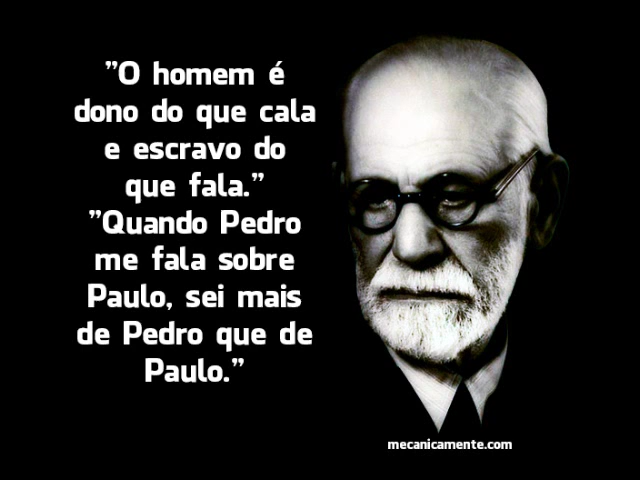 ”O homem é
dono do que cala
e escravo do
que fala.”
”Quando Pedro
me fala sobre
Paulo, sei mais
de Pedro que de
Paulo.”
mecanicamente.com